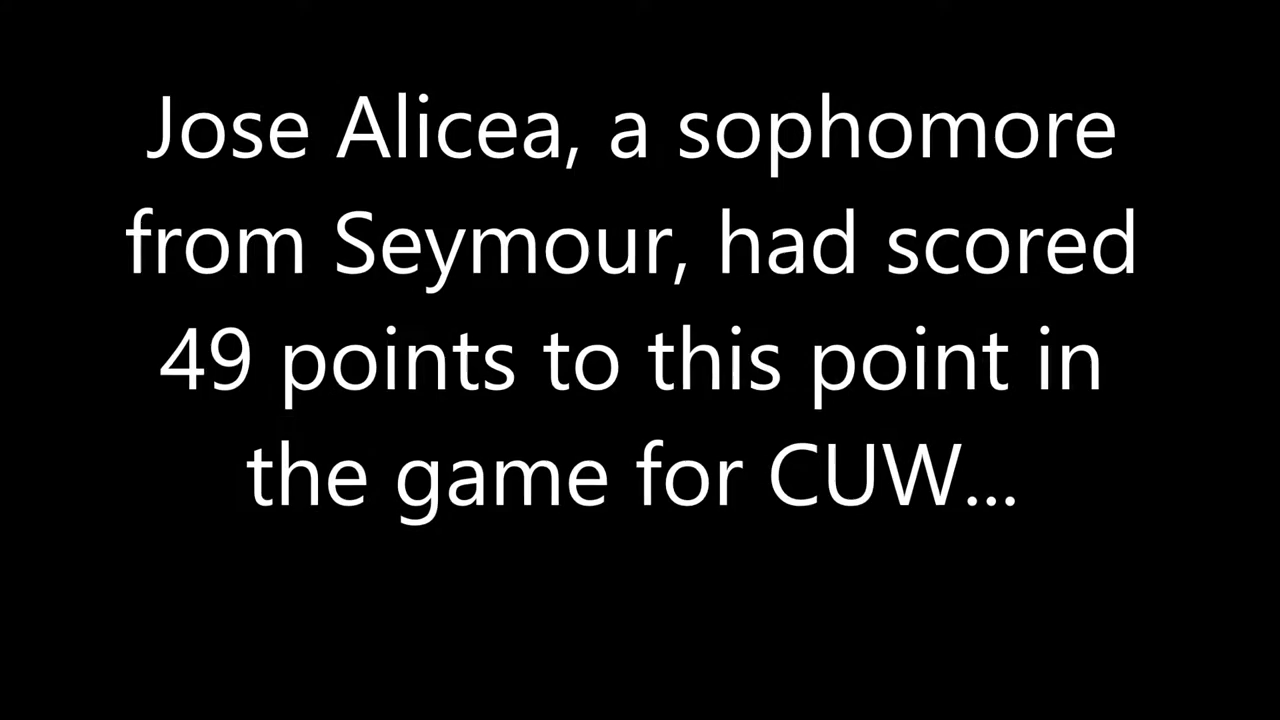 Jose Alicea, a sophomore
from Seymour, had scored
49 points to this point in
the game for CUW...